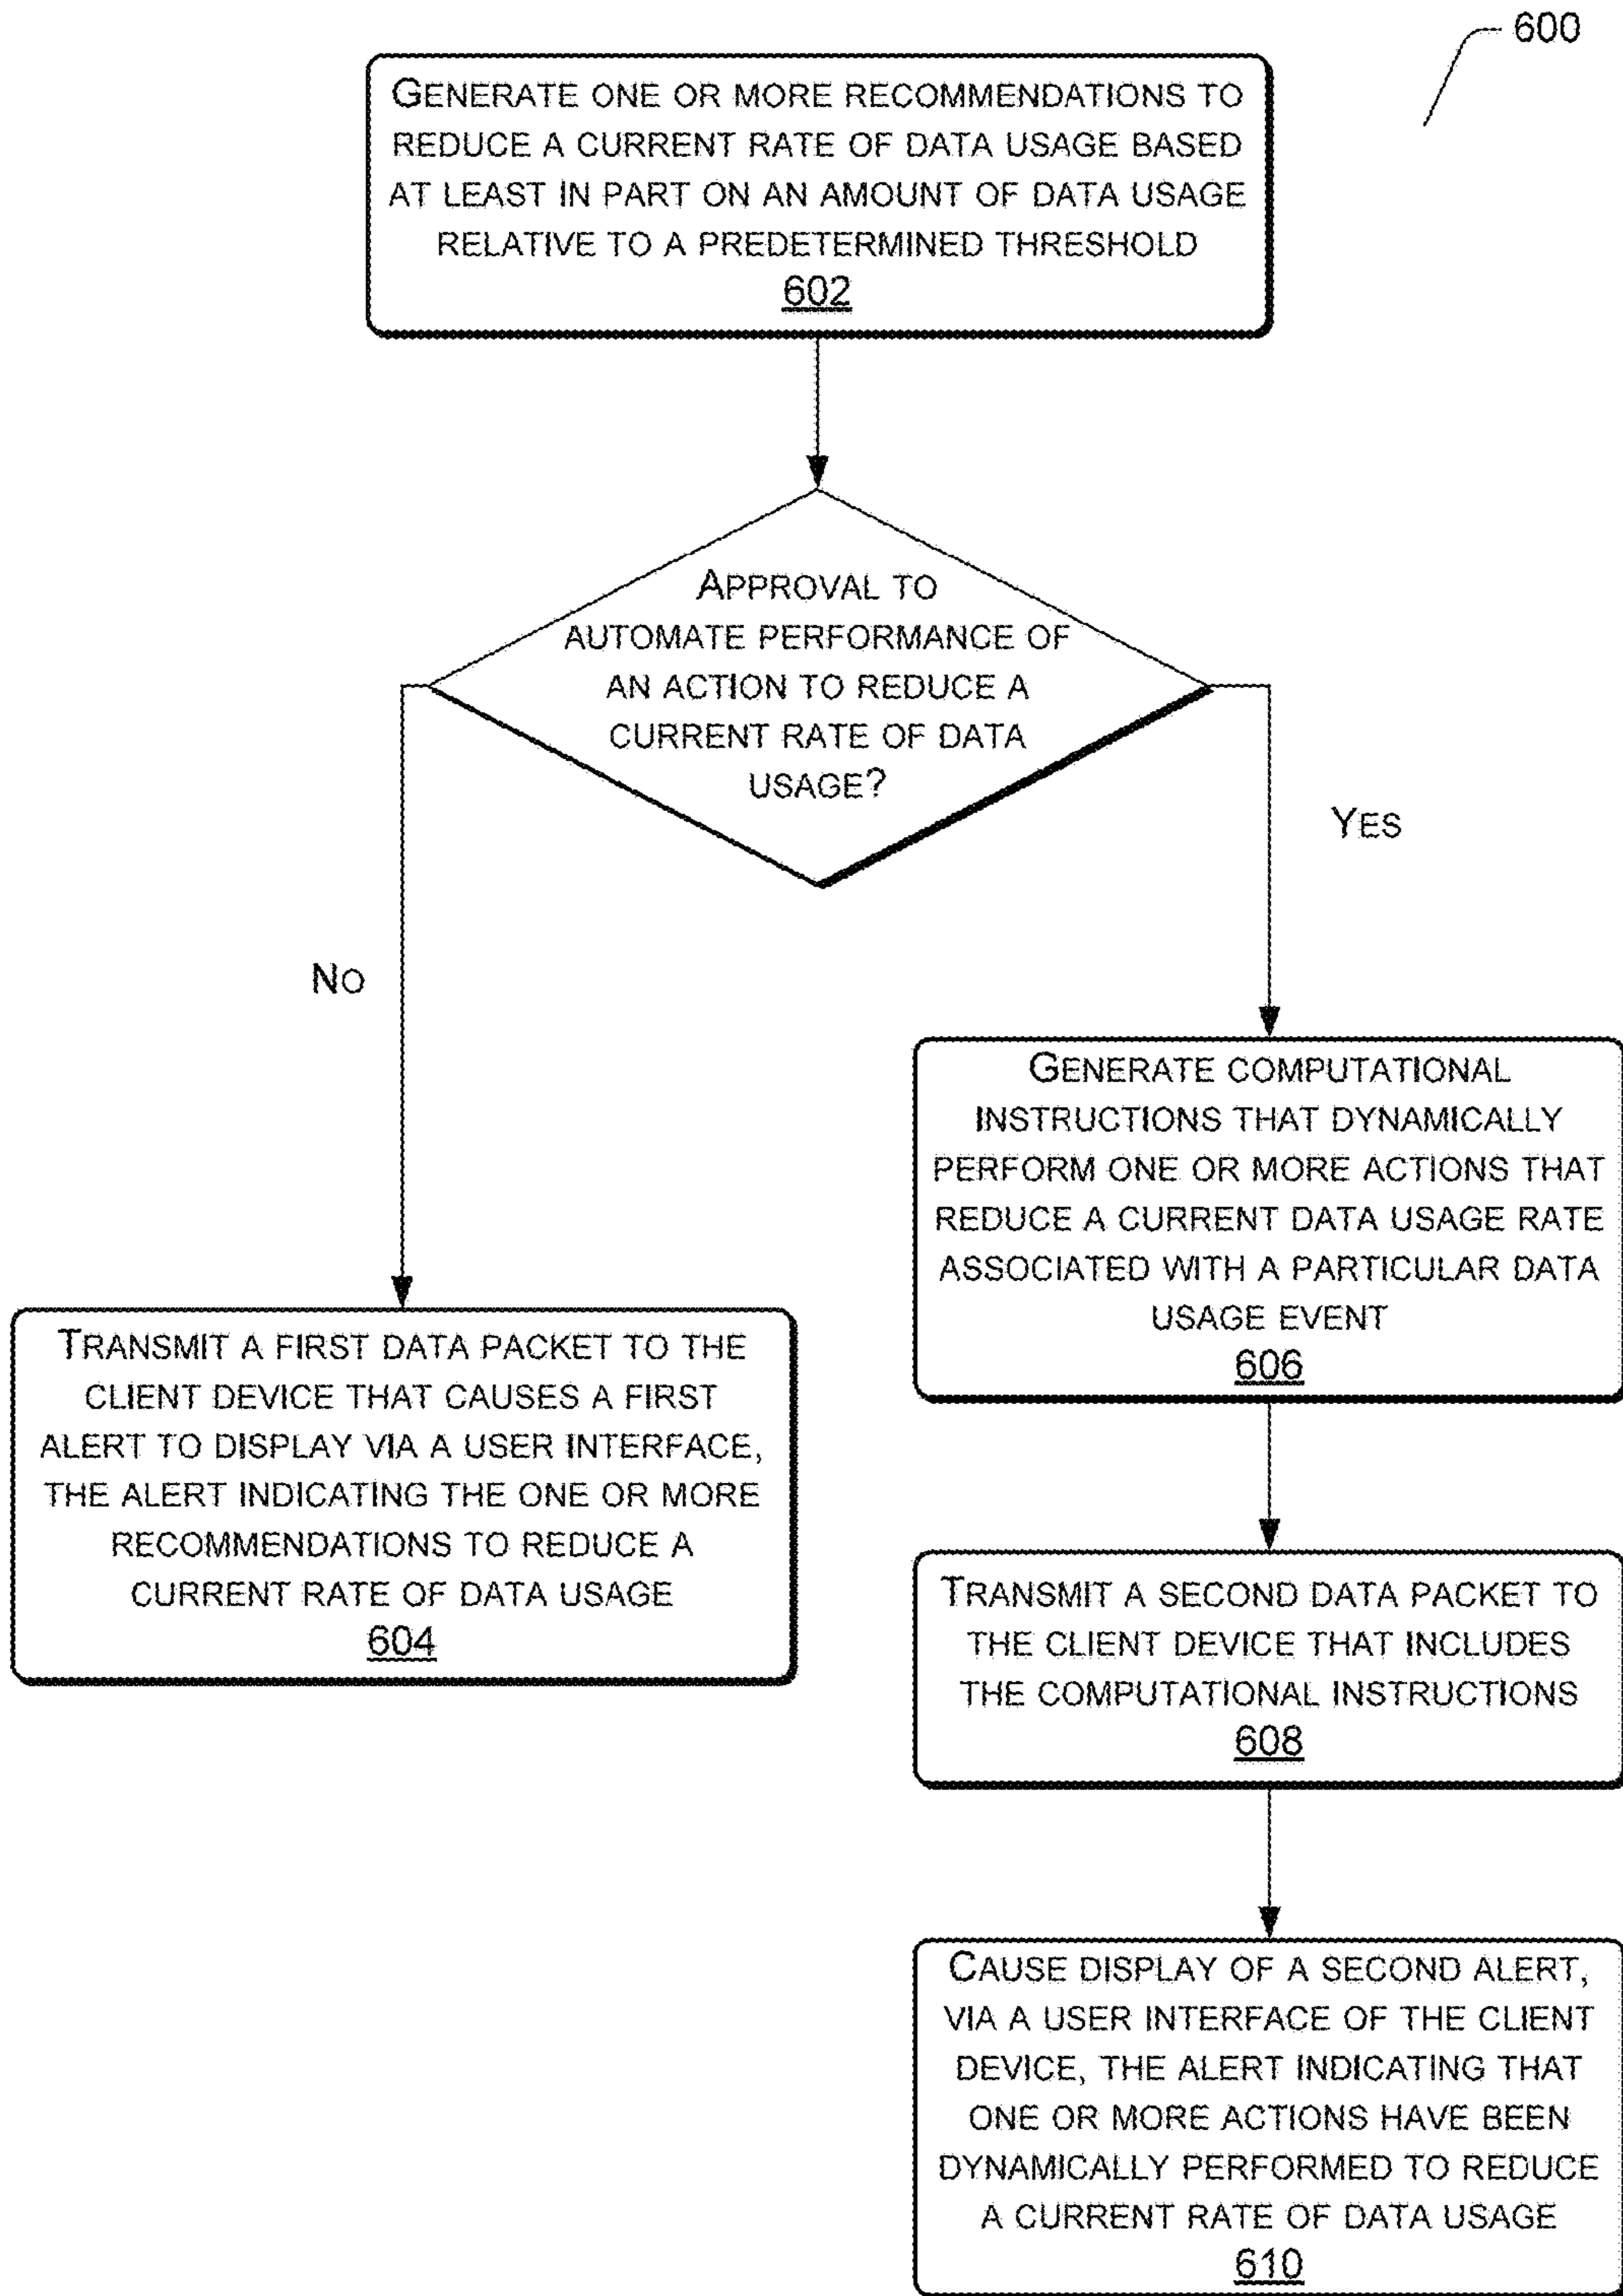 600
GENERATE ONE OR MORE RECOMMENDATIONS TO
REDUCE A CURRENT RATE OF DATA USAGE BASED
AT LEAST IN PART ON AN AMOUNT OF DATA USAGE
RELATIVE TO A PREDETERMINED THRESHOLD
602
APPROVAL TO
AUTOMATE PERFORMANCE OF
AN ACTION TO REDUCE A
CURRENT RATE OF DATA
USAGE?
YES
NO
GENERATE COMPUTATIONAL
INSTRUCTIONS THAT DYNAMICALLY
PERFORM ONE OR MORE ACTIONS THAT
REDUCE A CURRENT DATA USAGE RATE
ASSOCIATED WITH A PARTICULAR DATA
USAGE EVENT
606
TRANSMIT A FIRST DATA PACKET TO THE
CLIENT DEVICE THAT CAUSES A FIRST
ALERT TO DISPLAY VIA A USER INTERFACE,
THE ALERT INDICATING THE ONE OR MORE
RECOMMENDATIONS TO REDUCE A
CURRENT RATE OF DATA USAGE
604
TRANSMIT A SECOND DATA PACKET TO
THE CLIENT DEVICE THAT INCLUDES
THE COMPUTATIONAL INSTRUCTIONS
608
CAUSE DISPLAY OF A SECOND ALERT,
VIA A USER INTERFACE OF THE CLIENT
DEVICE, THE ALERT INDICATING THAT
ONE OR MORE ACTIONS HAVE BEEN
DYNAMICALLY PERFORMED TO REDUCE
A CURRENT RATE OF DATA USAGE
610